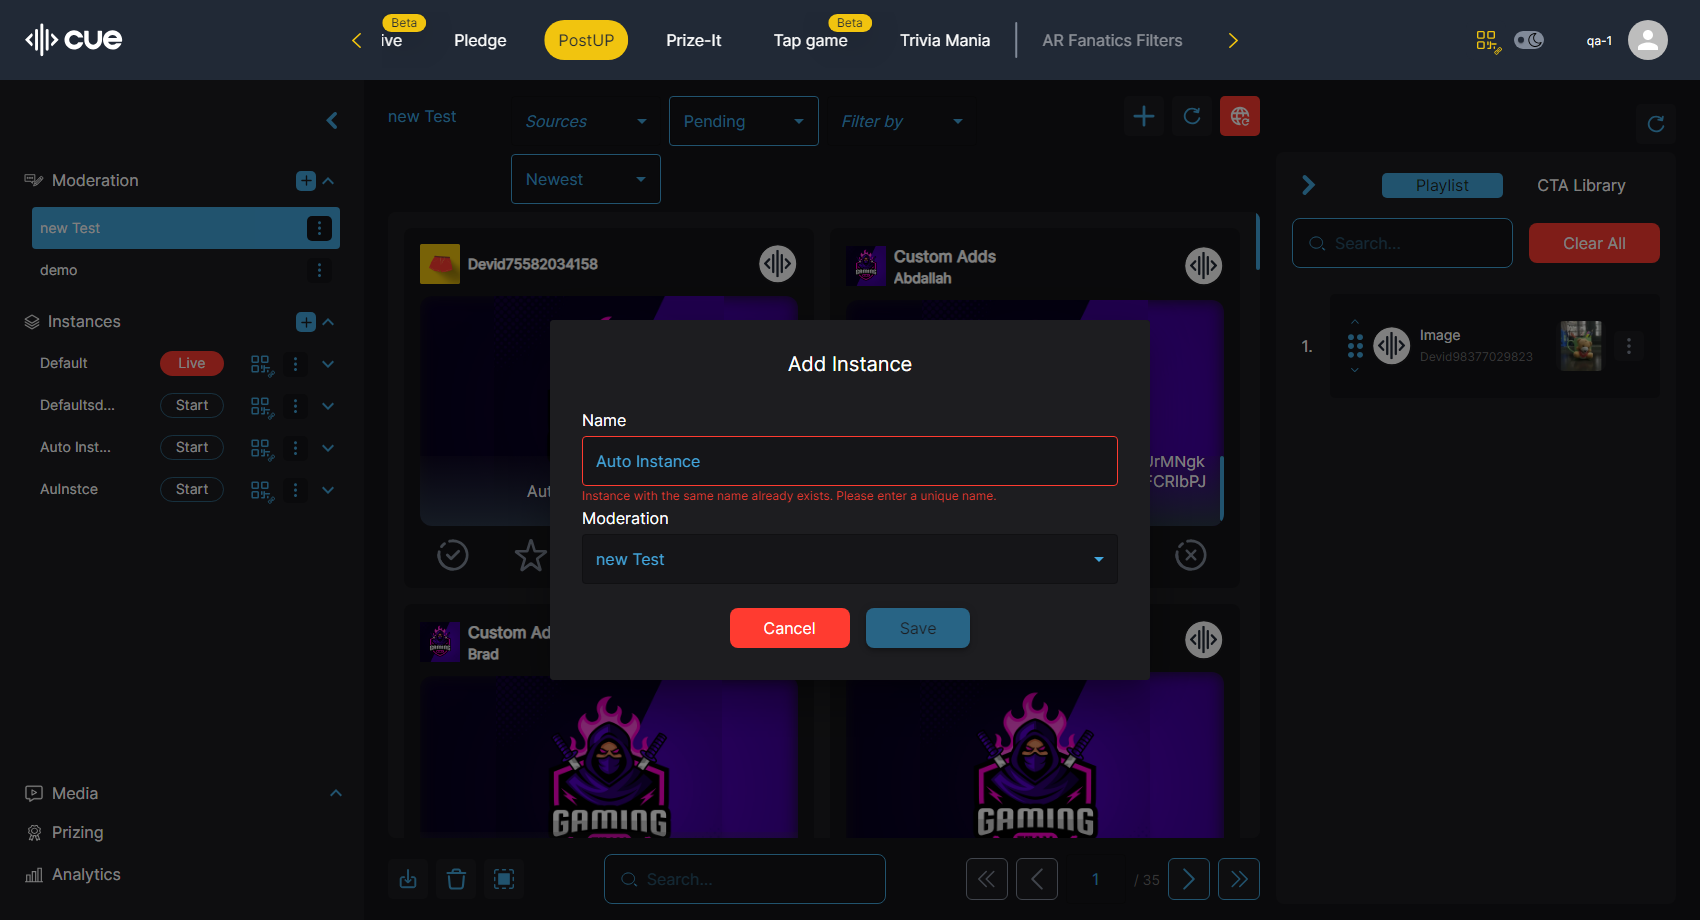 cue
Beta
ive
Pledge
PostUP
Prize-It
Beta
Tap game
Trivia Mania
AR Fanatics Filters
qa-1
new Test
Sources
Pending
Filter by
Newest
Moderation
new Test
demo
Instances
Default
Live
Defaultsd...
Start
Auto Inst...
Start
AuInstce
Start
Media
Prizing
Analytics
Devid75582034158
Custom Adds
Abdallah
Aut
JrMNgk
FCRIbPJ
Add Instance
Name
Auto Instance
Instance with the same name already exists. Please enter a unique name.
Moderation
new Test
Cancel
Save
Custom Ad
Brad
GAMING
GAMING
Search...
1
/ 35
Playlist
CTA Library
Search...
Clear All
1.
Image
Devid98377029823